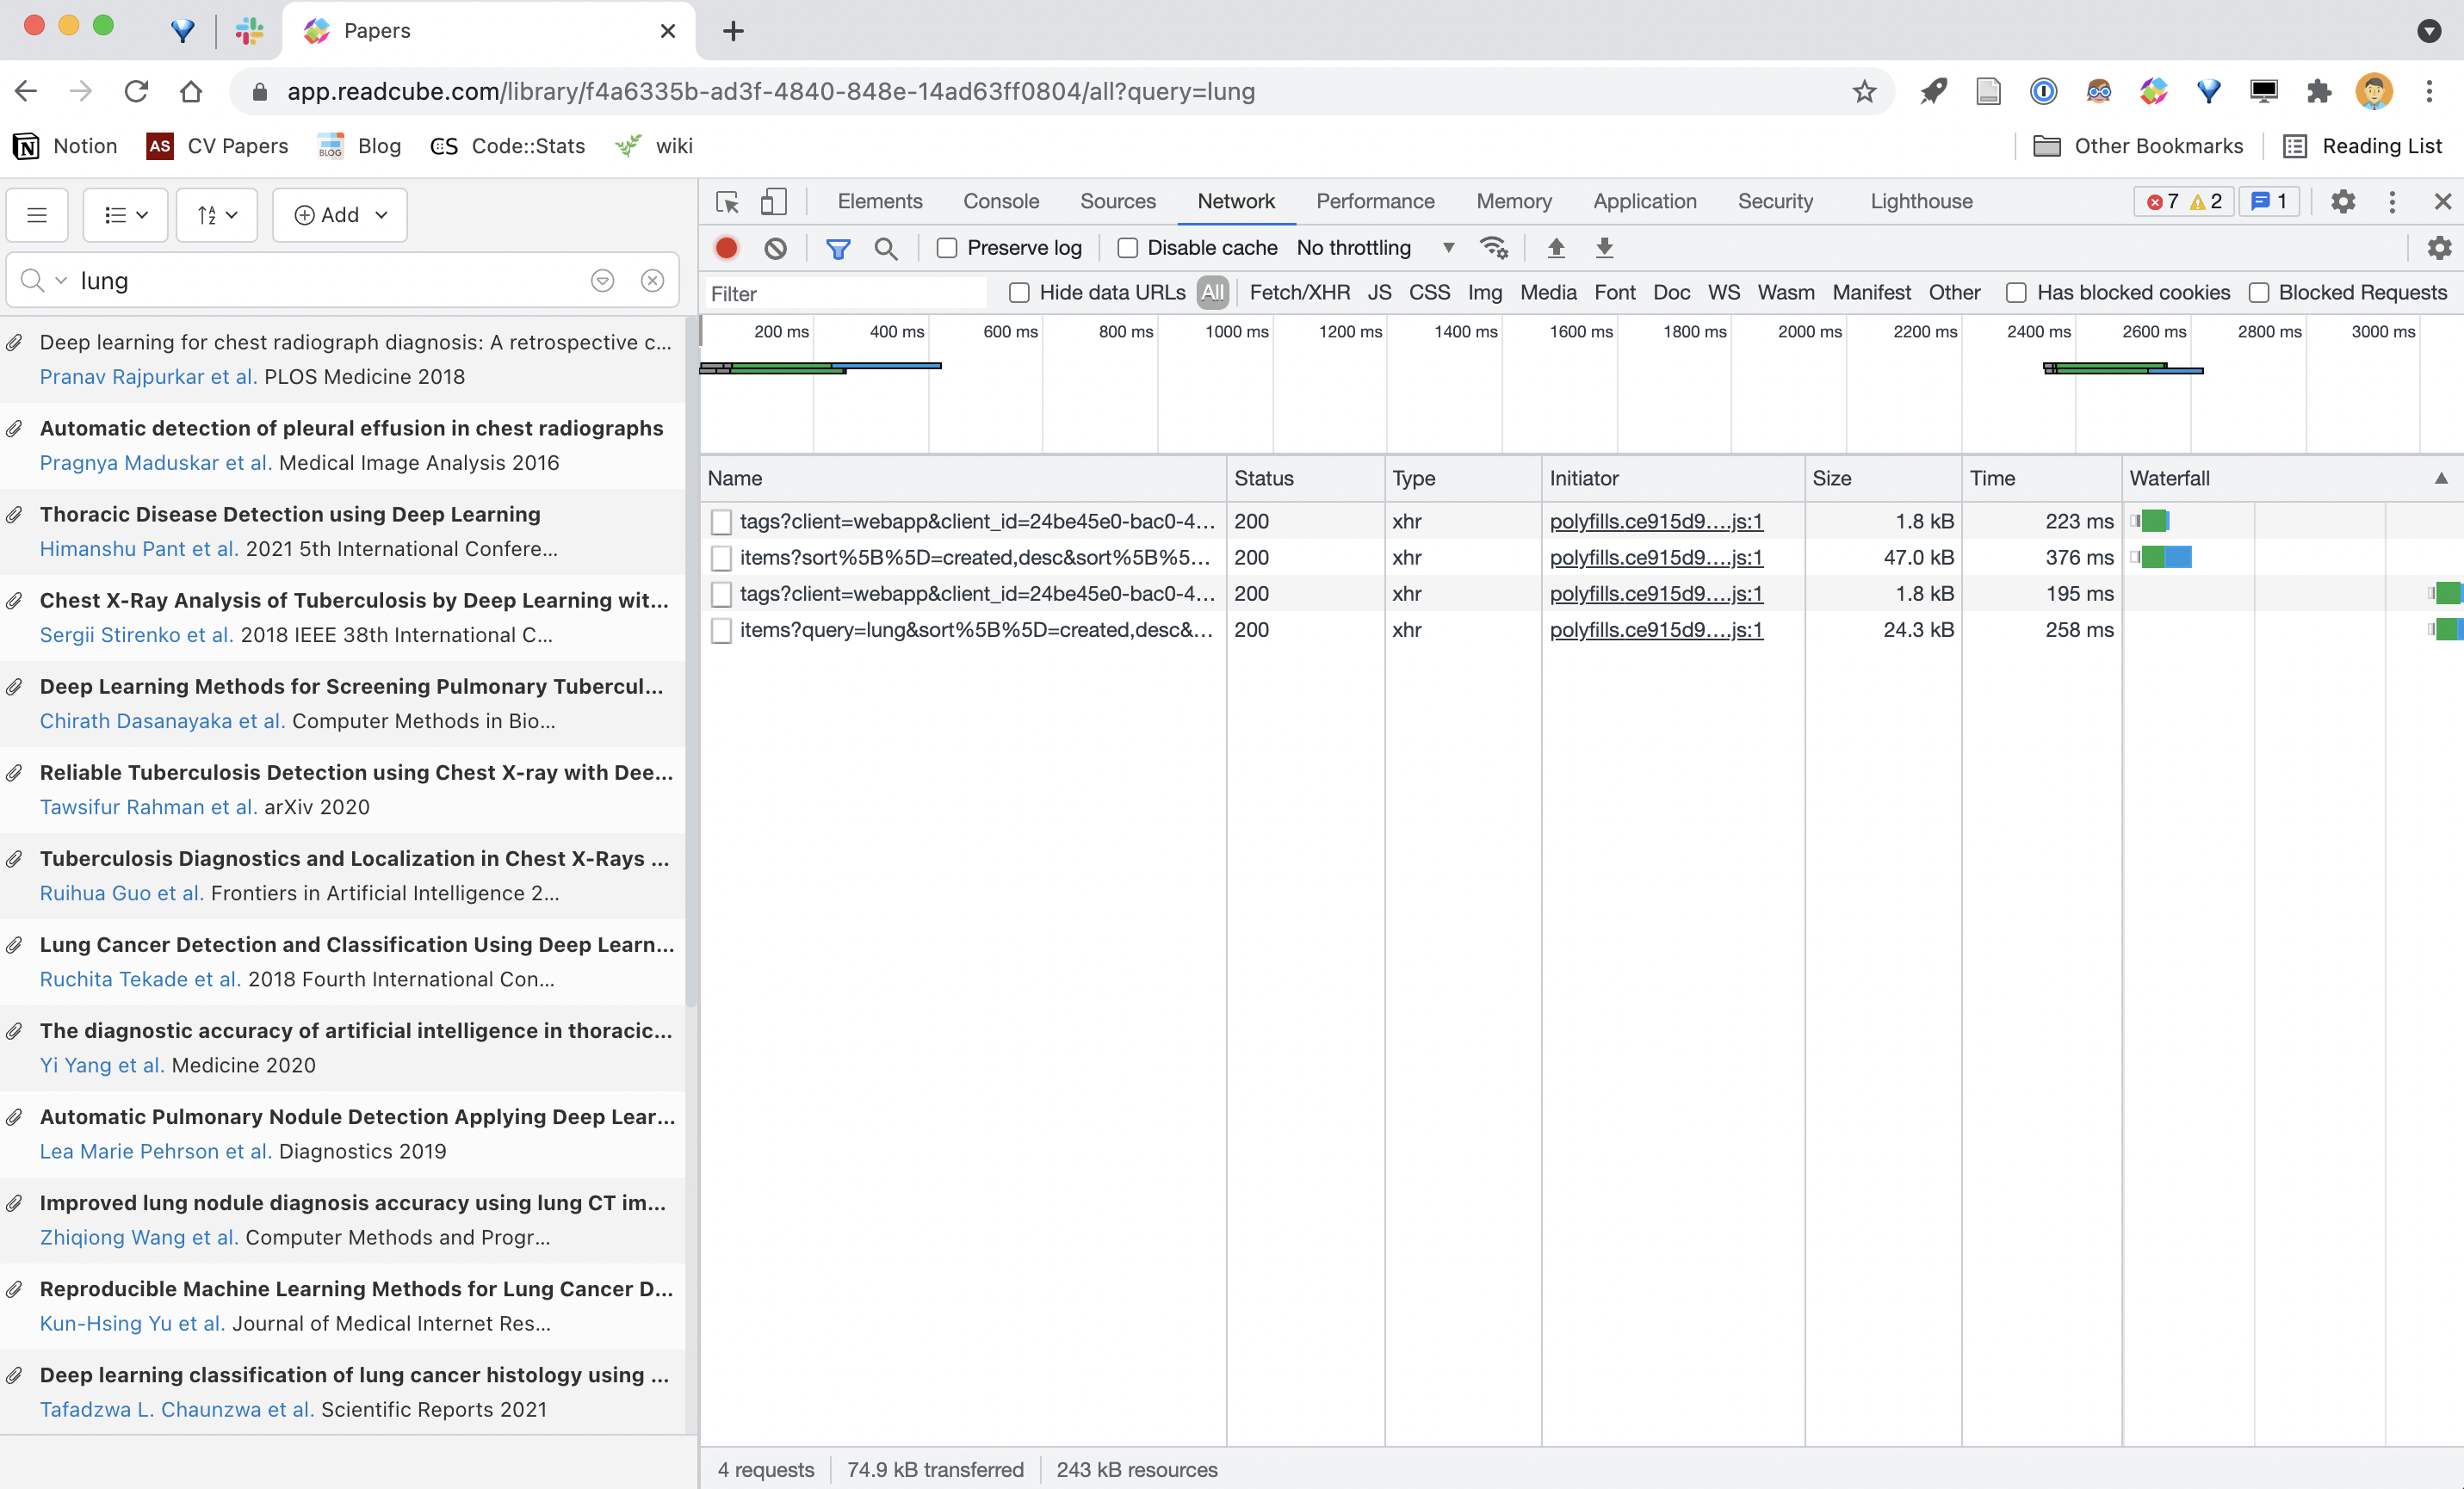 Papers
app.readcube.com/library/f4a6335b-ad3f-4840-848e-14ad63ff0804/all?query=lung
Notion AS CV Papers BLOG Blog CS Code::Stats wiki Other Bookmarks Reading List
Add
lung
Deep learning for chest radiograph diagnosis: A retrospective c...
Pranav Rajpurkar et al. PLOS Medicine 2018
Automatic detection of pleural effusion in chest radiographs
Pragnya Maduskar et al. Medical Image Analysis 2016
Thoracic Disease Detection using Deep Learning
Himanshu Pant et al. 2021 5th International Confere...
Chest X-Ray Analysis of Tuberculosis by Deep Learning wit...
Sergii Stirenko et al. 2018 IEEE 38th International C...
Deep Learning Methods for Screening Pulmonary Tubercul...
Chirath Dasanayaka et al. Computer Methods in Bio...
Reliable Tuberculosis Detection using Chest X-ray with Dee...
Tawsifur Rahman et al. arXiv 2020
Tuberculosis Diagnostics and Localization in Chest X-Rays ...
Ruihua Guo et al. Frontiers in Artificial Intelligence 2...
Lung Cancer Detection and Classification Using Deep Learn...
Ruchita Tekade et al. 2018 Fourth International Con...
The diagnostic accuracy of artificial intelligence in thoracic...
Yi Yang et al. Medicine 2020
Automatic Pulmonary Nodule Detection Applying Deep Lear...
Lea Marie Pehrson et al. Diagnostics 2019
Improved lung nodule diagnosis accuracy using lung CT im...
Zhiqiong Wang et al. Computer Methods and Progr...
Reproducible Machine Learning Methods for Lung Cancer D...
Kun-Hsing Yu et al. Journal of Medical Internet Res...
Deep learning classification of lung cancer histology using ...
Tafadzwa L. Chaunzwa et al. Scientific Reports 2021
Elements Console Sources Network Performance Memory Application Security Lighthouse 7 2 1
Preserve log Disable cache No throttling
Filter Hide data URLs All Fetch/XHR JS CSS Img Media Font Doc WS Wasm Manifest Other Has blocked cookies Blocked Requests
200 ms 400 ms 600 ms 800 ms 1000 ms 1200 ms 1400 ms 1600 ms 1800 ms 2000 ms 2200 ms 2400 ms 2600 ms 2800 ms 3000 ms
Name Status Type Initiator Size Time Waterfall
tags?client=webapp&client_id=24be45e0-bac0-4... 200 xhr polyfills.ce915d9....js:1 1.8 kB 223 ms
items?sort%5B%5D=created,desc&sort%5B%5... 200 xhr polyfills.ce915d9....js:1 47.0 kB 376 ms
tags?client=webapp&client_id=24be45e0-bac0-4... 200 xhr polyfills.ce915d9....js:1 1.8 kB 195 ms
items?query=lung&sort%5B%5D=created,desc&... 200 xhr polyfills.ce915d9....js:1 24.3 kB 258 ms
4 requests 74.9 kB transferred 243 kB resources